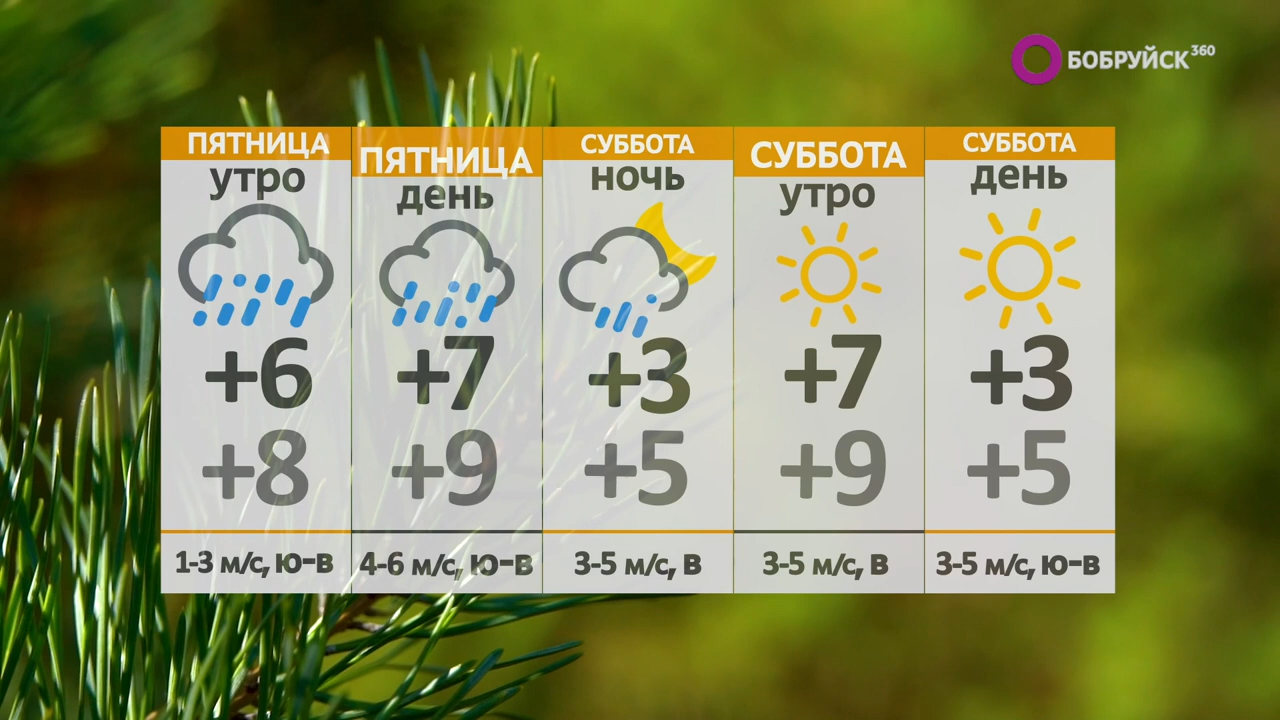 БОБРУЙСК360
ПЯТНИЦА
утро
+6
+8
1-3 м/с, ю-в
ПЯТНИЦА
день
+7
+9
4-6 м/с, ю-в
СУББОТА
ночь
+3
+5
3-5 м/с, в
СУББОТА
утро
+7
+9
3-5 м/с, в
СУББОТА
день
+3
+5
3-5 м/с, ю-в